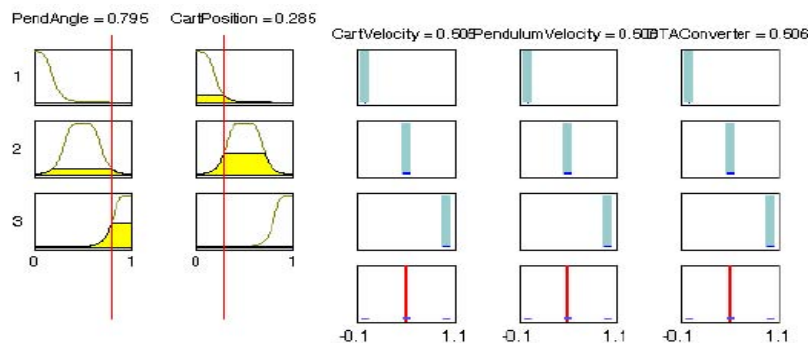 PendAngle = 0.795
CartPosition = 0.285
CartVelocity = 0.505
PendulumVelocity = 0.506
TAConverter = 0.506
1
2
3
0 1
0 1
-0.1 1.1
-0.1 1.1
-0.1 1.1